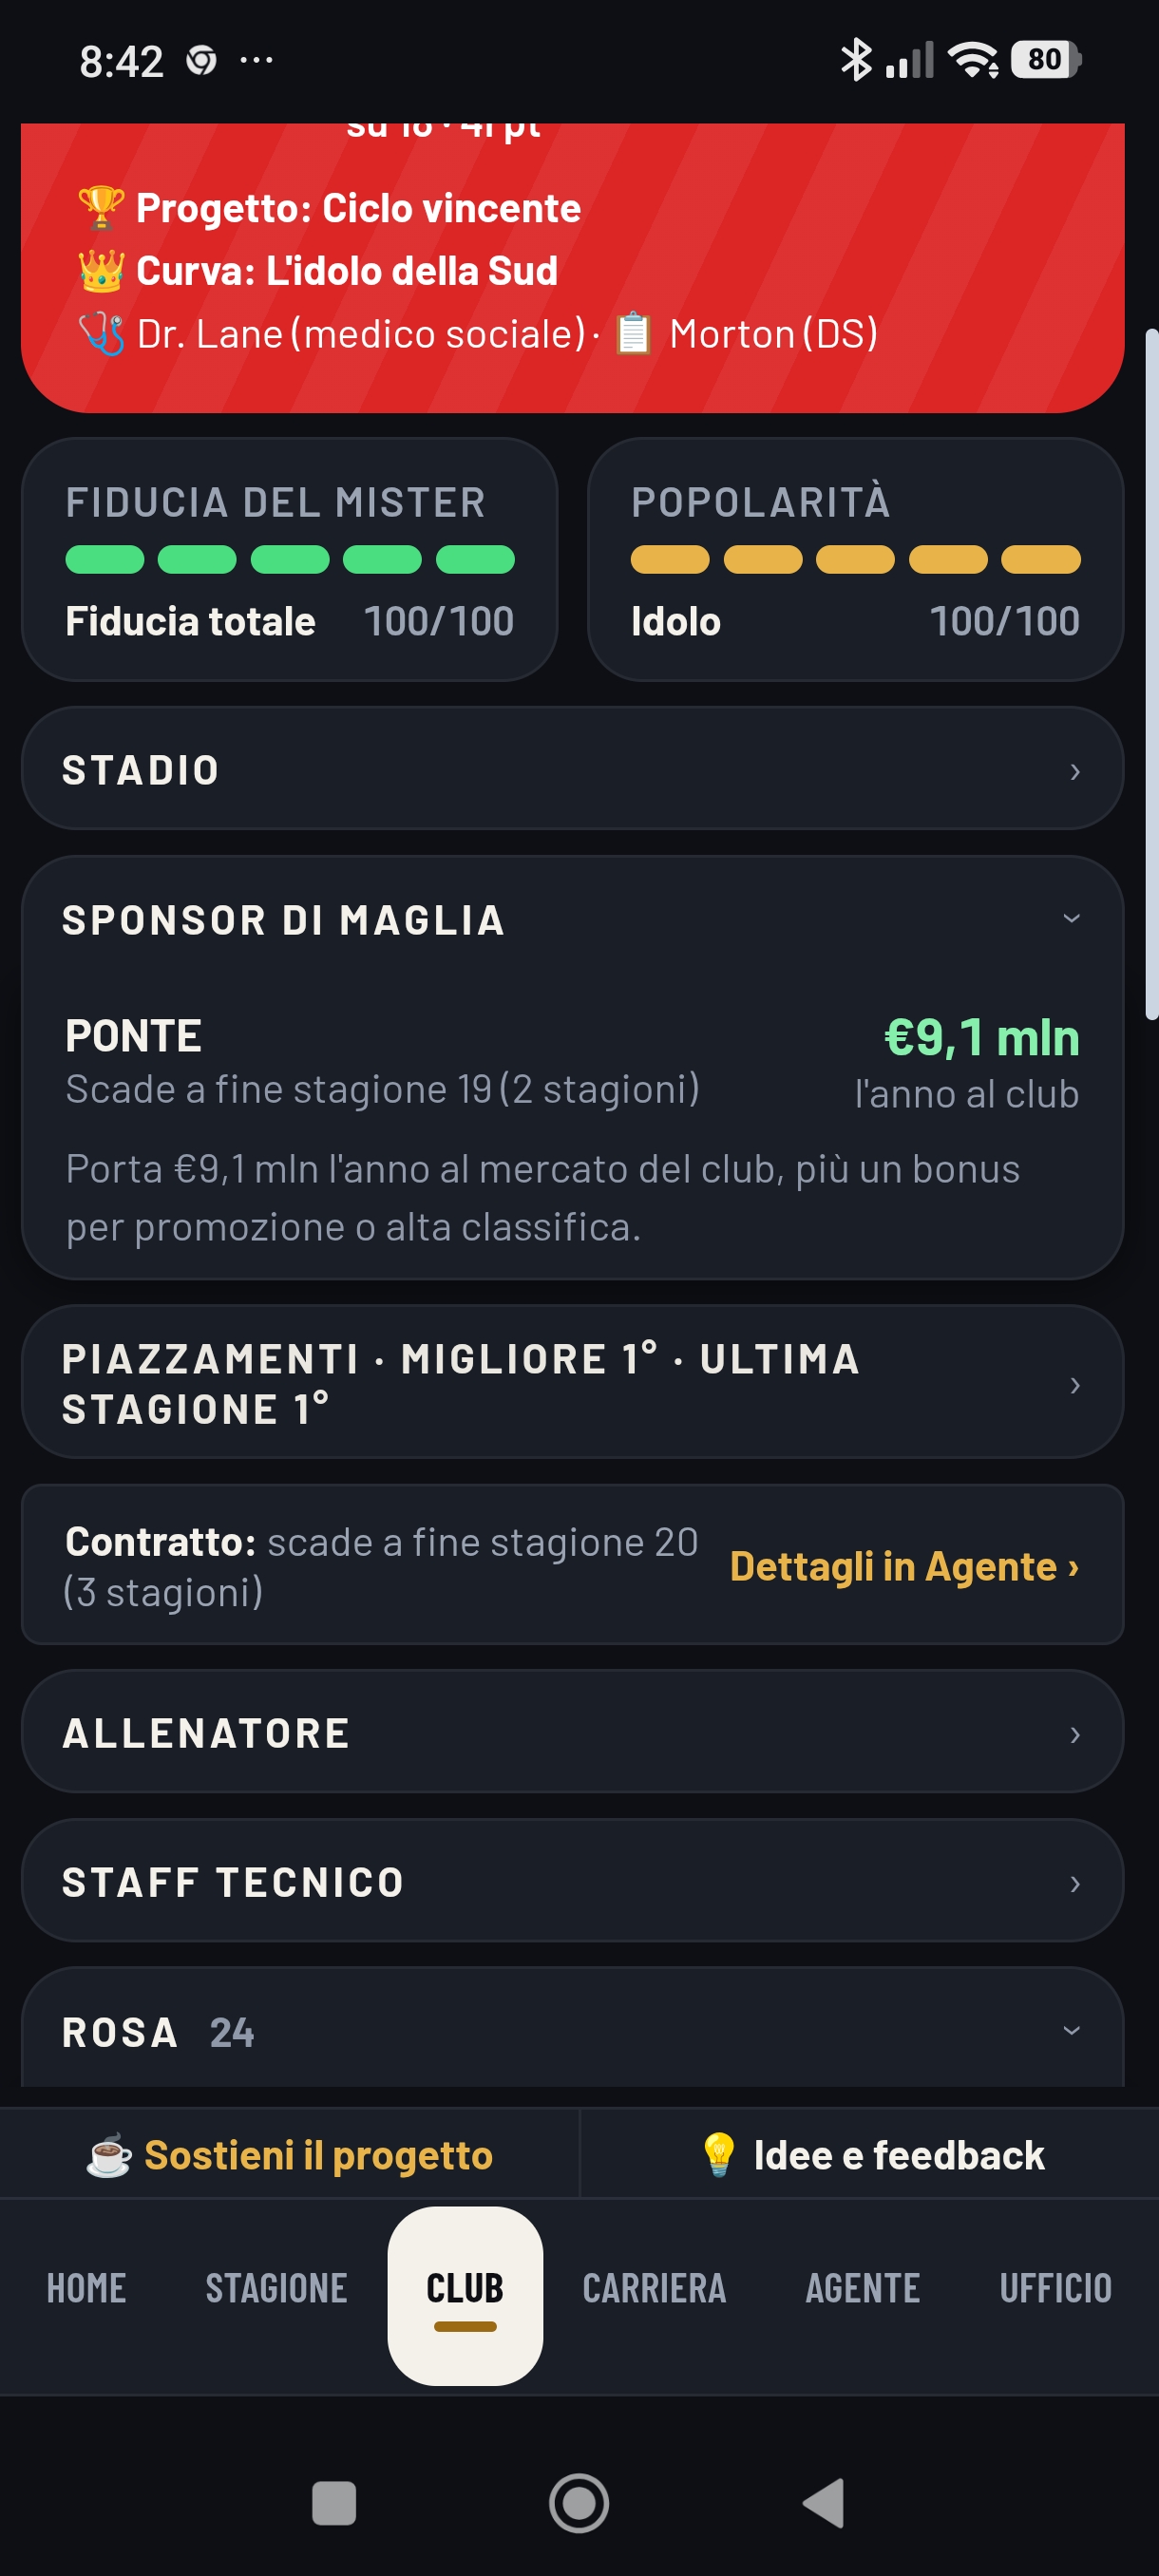 8:42 ...
80
su 18 · 41 pt
🏆 Progetto: Ciclo vincente
👑 Curva: L'idolo della Sud
🩺 Dr. Lane (medico sociale) · 📋 Morton (DS)
FIDUCIA DEL MISTER
Fiducia totale 100/100
POPOLARITÀ
Idolo 100/100
STADIO ›
SPONSOR DI MAGLIA
PONTE €9,1 mln
Scade a fine stagione 19 (2 stagioni) l'anno al club
Porta €9,1 mln l'anno al mercato del club, più un bonus
per promozione o alta classifica.
PIAZZAMENTI · MIGLIORE 1° · ULTIMA
STAGIONE 1° ›
Contratto: scade a fine stagione 20
(3 stagioni)
Dettagli in Agente ›
ALLENATORE ›
STAFF TECNICO ›
ROSA 24
☕ Sostieni il progetto
💡 Idee e feedback
HOME STAGIONE CLUB CARRIERA AGENTE UFFICIO